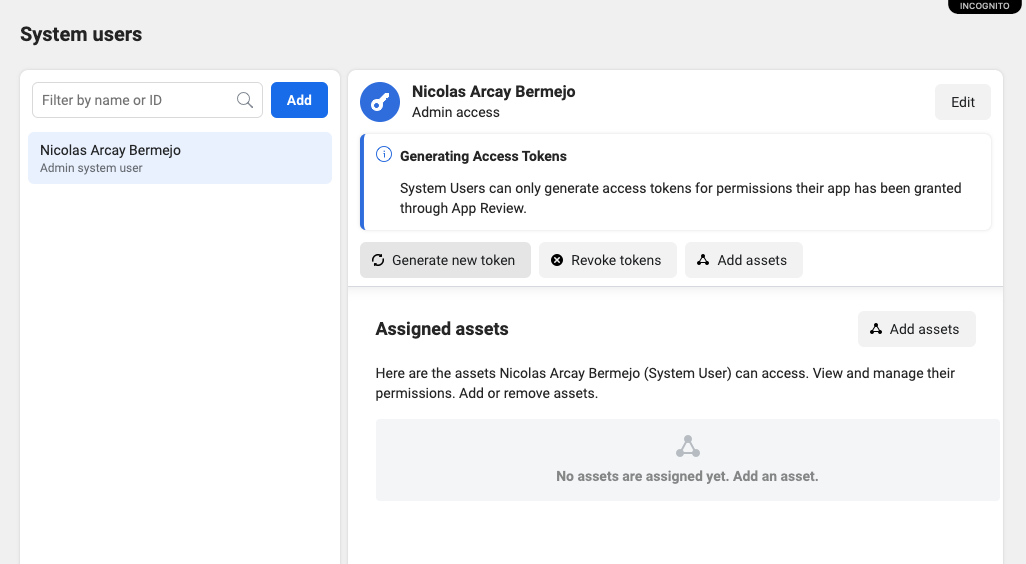 INCOGNITO
System users
Filter by name or ID
Add
Nicolas Arcay Bermejo
Admin system user
Nicolas Arcay Bermejo
Admin access
Edit
Generating Access Tokens
System Users can only generate access tokens for permissions their app has been granted
through App Review.
Generate new token
Revoke tokens
Add assets
Assigned assets
Add assets
Here are the assets Nicolas Arcay Bermejo (System User) can access. View and manage their
permissions. Add or remove assets.
No assets are assigned yet. Add an asset.